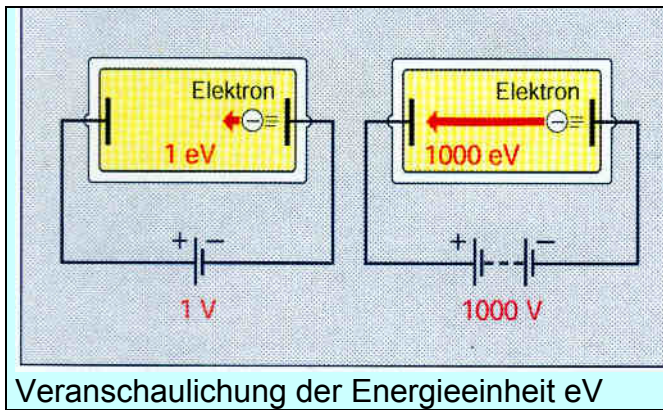 Elektron
1 eV
+ −
1 V
Elektron
1000 eV
+ −
1000 V
Veranschaulichung der Energieeinheit eV